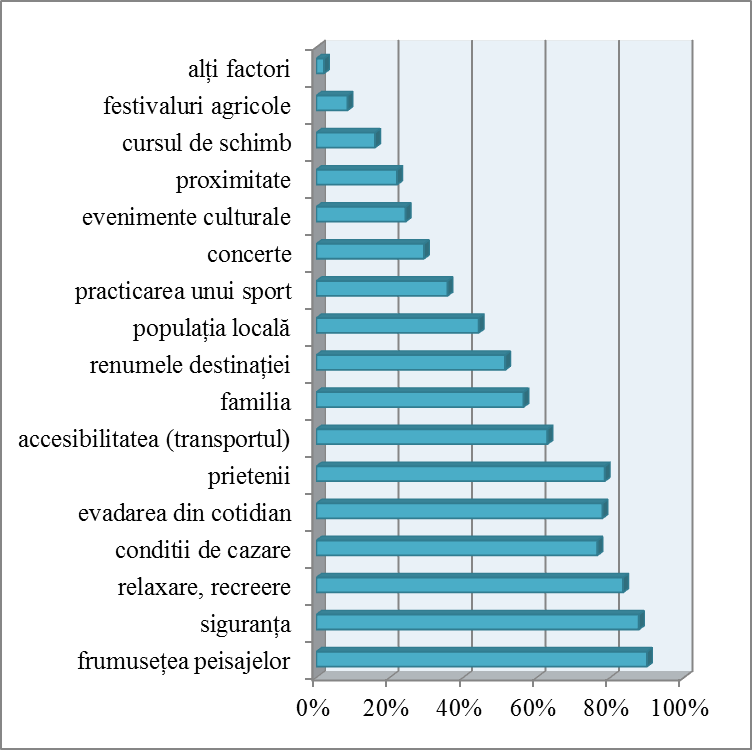 alți factori
festivaluri agricole
cursul de schimb
proximitate
evenimente culturale
concerte
practicarea unui sport
populația locală
renumele destinației
familia
accesibilitatea (transportul)
prietenii
evadarea din cotidian
conditii de cazare
relaxare, recreere
siguranța
frumusețea peisajelor
0% 20% 40% 60% 80% 100%